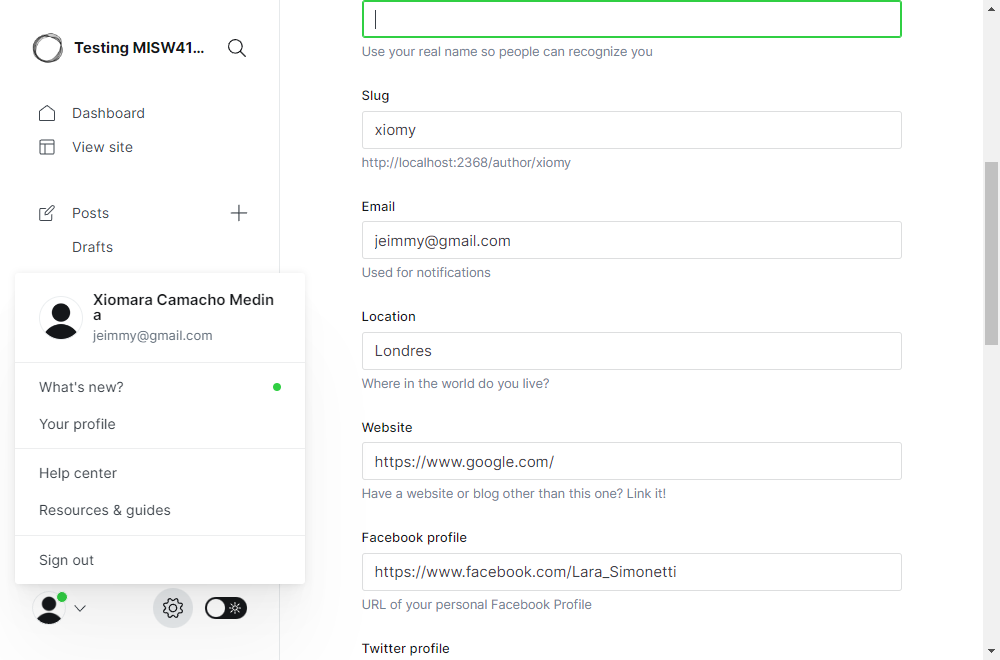 Testing MISW41...
Dashboard
View site
Posts
Drafts
Xiomara Camacho Medin
a
jeimmy@gmail.com
What's new?
Your profile
Help center
Resources & guides
Sign out
Use your real name so people can recognize you
Slug
xiomy
http://localhost:2368/author/xiomy
Email
jeimmy@gmail.com
Used for notifications
Location
Londres
Where in the world do you live?
Website
https://www.google.com/
Have a website or blog other than this one? Link it!
Facebook profile
https://www.facebook.com/Lara_Simonetti
URL of your personal Facebook Profile
Twitter profile